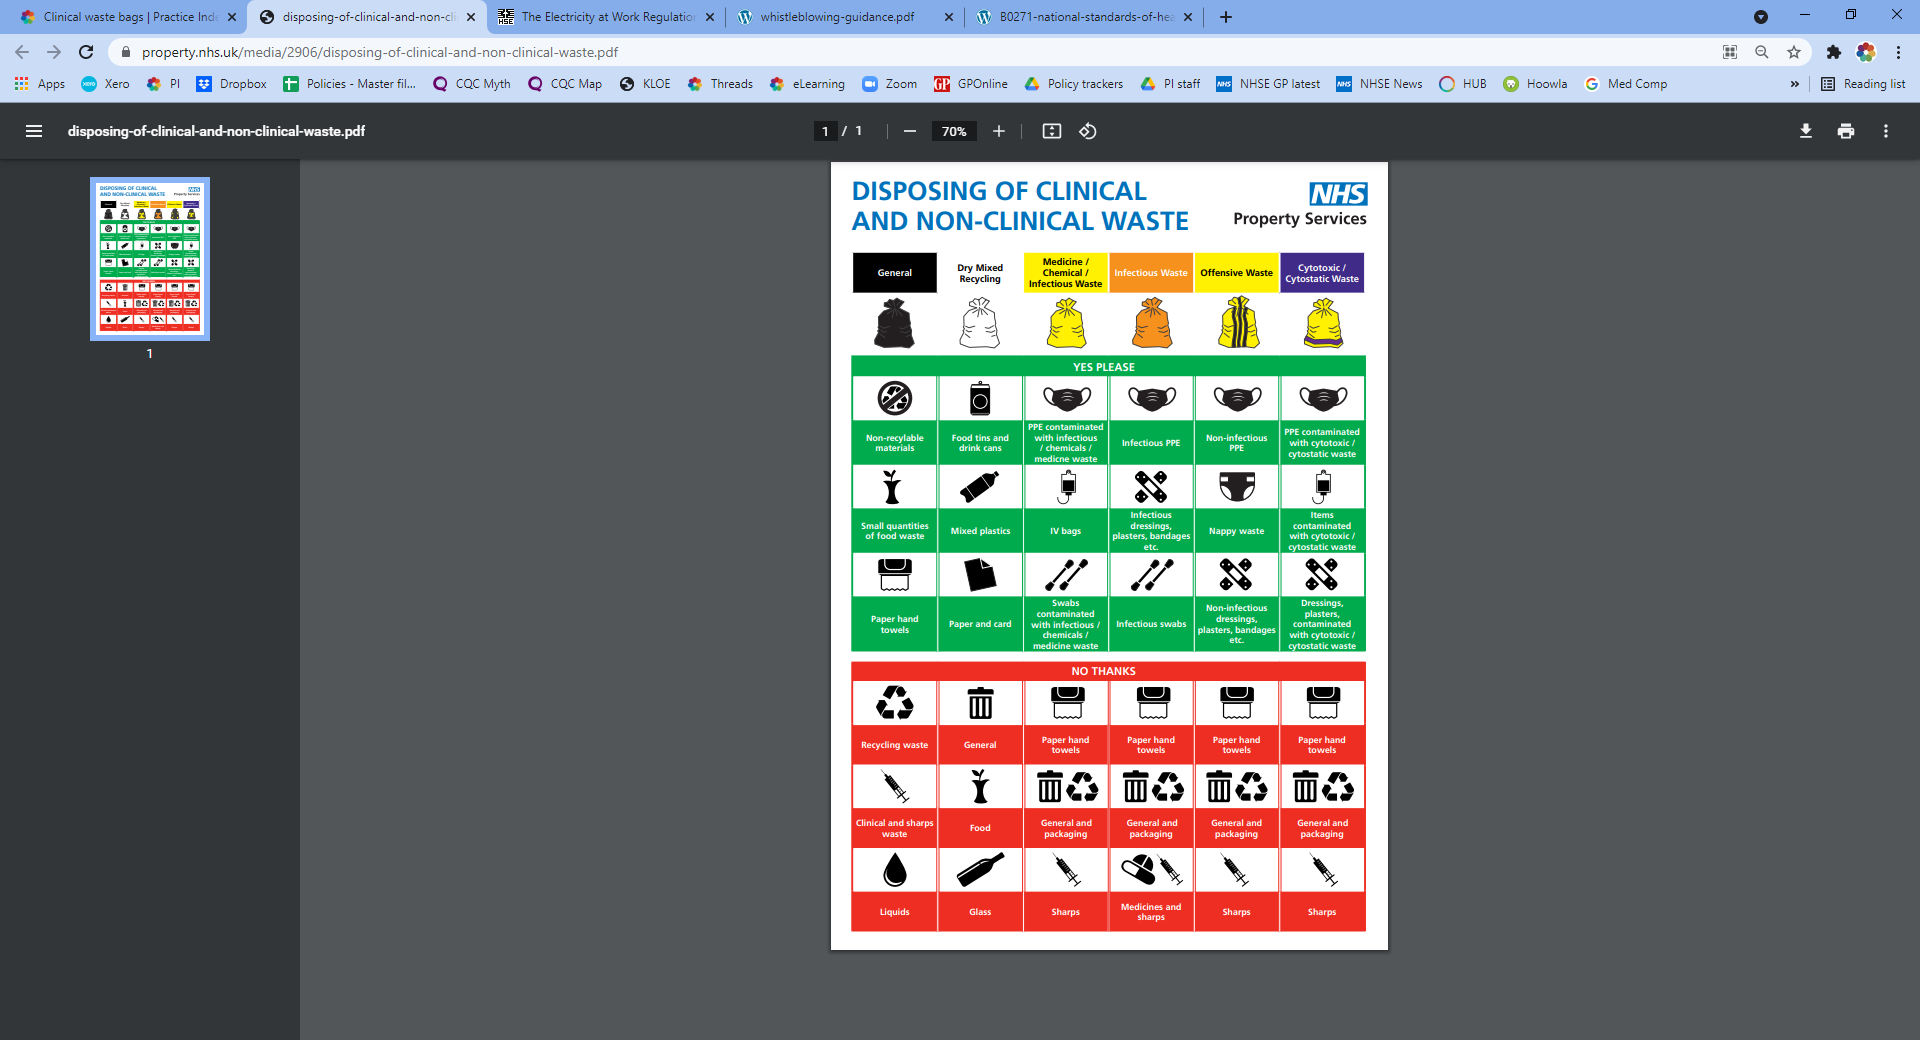 Clinical waste bags | Practice Inde
disposing-of-clinical-and-non-cli
The Electricity at Work Regulation
whistleblowing-guidance.pdf
B0271-national-standards-of-hea
property.nhs.uk/media/2906/disposing-of-clinical-and-non-clinical-waste.pdf
Apps
Xero
PI
Dropbox
Policies - Master fil...
CQC Myth
CQC Map
KLOE
Threads
eLearning
Zoom
GPOnline
Policy trackers
PI staff
NHSE GP latest
NHSE News
HUB
Hoowla
Med Comp
»
Reading list
disposing-of-clinical-and-non-clinical-waste.pdf
1 / 1
70%
1
DISPOSING OF CLINICAL
AND NON-CLINICAL WASTE
NHS
Property Services
General
Dry Mixed
Recycling
Medicine /
Chemical /
Infectious Waste
Infectious Waste
Offensive Waste
Cytotoxic /
Cytostatic Waste
YES PLEASE
Non-recylable
materials
Food tins and
drink cans
PPE contaminated
with infectious
/ chemicals /
medicne waste
Infectious PPE
Non-infectious
PPE
PPE contaminated
with cytotoxic /
cytostatic waste
Small quantities
of food waste
Mixed plastics
IV bags
Infectious
dressings,
plasters, bandages
etc.
Nappy waste
Items
contaminated
with cytotoxic /
cytostatic waste
Paper hand
towels
Paper and card
Swabs
contaminated
with infectious /
chemicals /
medicine waste
Infectious swabs
Non-infectious
dressings,
plasters, bandages
etc.
Dressings,
plasters,
contaminated
with cytotoxic /
cytostatic waste
NO THANKS
Recycling waste
General
Paper hand
towels
Paper hand
towels
Paper hand
towels
Paper hand
towels
Clinical and sharps
waste
Food
General and
packaging
General and
packaging
General and
packaging
General and
packaging
Liquids
Glass
Sharps
Medicines and
sharps
Sharps
Sharps